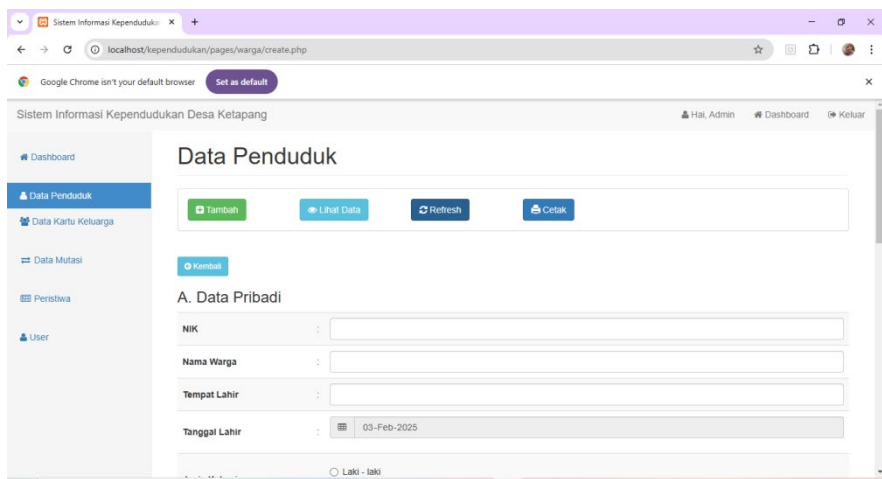 Sistem Informasi Kependuduka
localhost/kependudukan/pages/warga/create.php
Google Chrome isn't your default browser Set as default
Sistem Informasi Kependudukan Desa Ketapang Hai, Admin Dashboard Keluar
Dashboard
Data Penduduk
Data Kartu Keluarga
Data Mutasi
Peristiwa
User
Data Penduduk
Tambah Lihat Data Refresh Cetak
Kembali
A. Data Pribadi
NIK :
Nama Warga :
Tempat Lahir :
Tanggal Lahir : 03-Feb-2025
Laki - laki